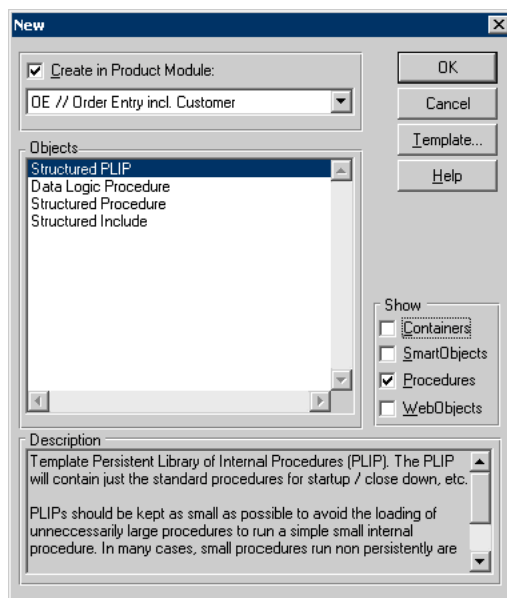 New
Create in Product Module:
OE // Order Entry incl. Customer
OK
Cancel
Template...
Help
Objects
Structured PLIP
Data Logic Procedure
Structured Procedure
Structured Include
Show
Containers
SmartObjects
Procedures
WebObjects
Description
Template Persistent Library of Internal Procedures (PLIP). The PLIP
will contain just the standard procedures for startup / close down, etc.
PLIPs should be kept as small as possible to avoid the loading of
unneccessarily large procedures to run a simple small internal
procedure. In many cases, small procedures run non persistently are